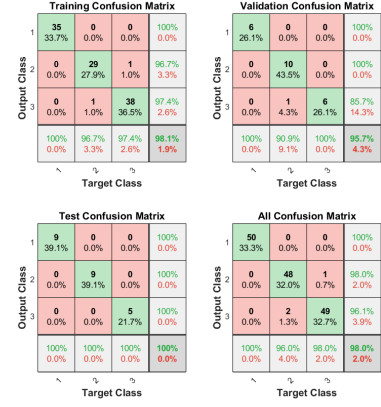 Training Confusion Matrix
Output Class
1
35 0 0 100%
33.7% 0.0% 0.0% 0.0%
2
0 29 1 96.7%
0.0% 27.9% 1.0% 3.3%
3
0 1 38 97.4%
0.0% 1.0% 36.5% 2.6%
100% 96.7% 97.4% 98.1%
0.0% 3.3% 2.6% 1.9%
1 2 3
Target Class
Validation Confusion Matrix
Output Class
1
6 0 0 100%
26.1% 0.0% 0.0% 0.0%
2
0 10 0 100%
0.0% 43.5% 0.0% 0.0%
3
0 1 6 85.7%
0.0% 4.3% 26.1% 14.3%
100% 90.9% 100% 95.7%
0.0% 9.1% 0.0% 4.3%
1 2 3
Target Class
Test Confusion Matrix
Output Class
1
9 0 0 100%
39.1% 0.0% 0.0% 0.0%
2
0 9 0 100%
0.0% 39.1% 0.0% 0.0%
3
0 0 5 100%
0.0% 0.0% 21.7% 0.0%
100% 100% 100% 100%
0.0% 0.0% 0.0% 0.0%
1 2 3
Target Class
All Confusion Matrix
Output Class
1
50 0 0 100%
33.3% 0.0% 0.0% 0.0%
2
0 48 1 98.0%
0.0% 32.0% 0.7% 2.0%
3
0 2 49 96.1%
0.0% 1.3% 32.7% 3.9%
100% 96.0% 98.0% 98.0%
0.0% 4.0% 2.0% 2.0%
1 2 3
Target Class